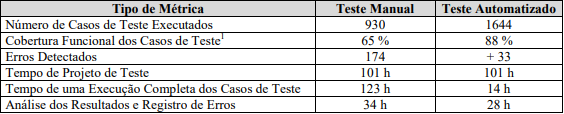 Tipo de Métrica Teste Manual Teste Automatizado
Número de Casos de Teste Executados 930 1644
Cobertura Funcional dos Casos de Teste1 65 % 88 %
Erros Detectados 174 + 33
Tempo de Projeto de Teste 101 h 101 h
Tempo de uma Execução Completa dos Casos de Teste 123 h 14 h
Análise dos Resultados e Registro de Erros 34 h 28 h